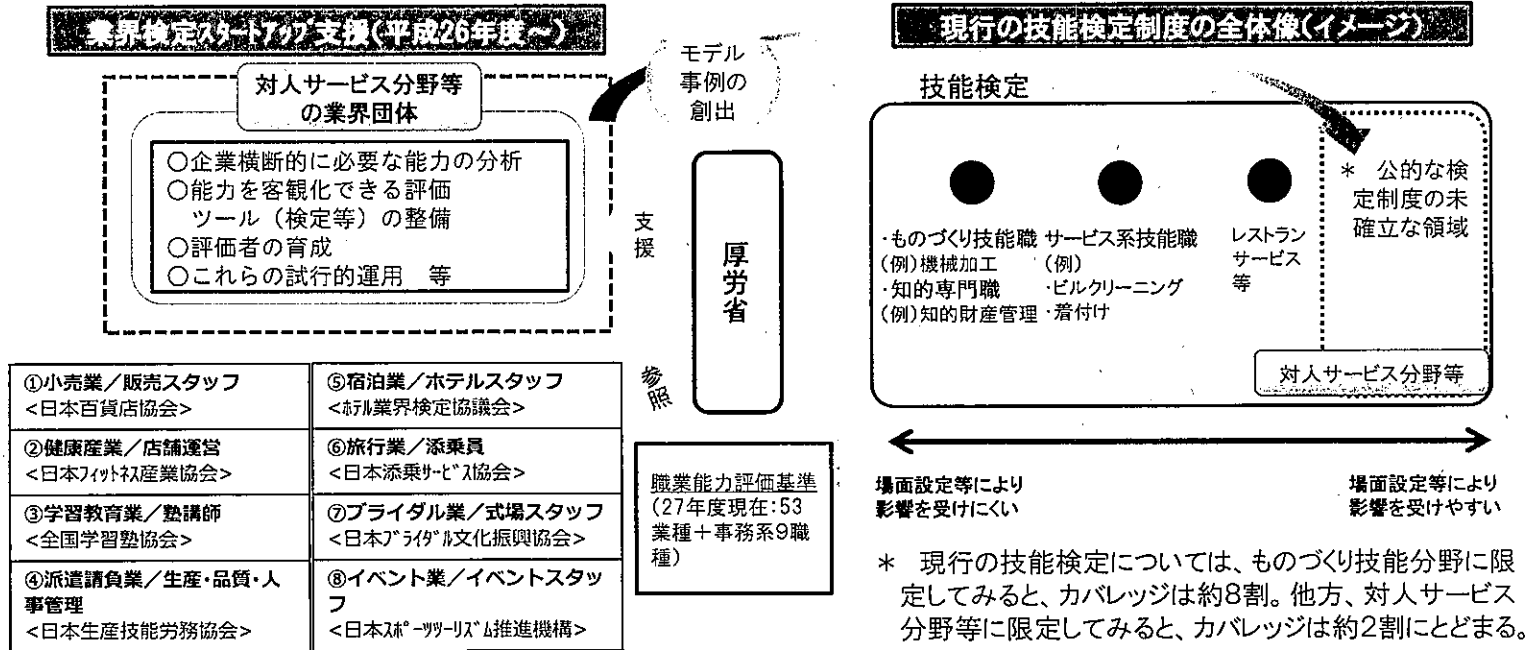 業界検定スタートアップ支援(平成26年度～)
対人サービス分野等
の業界団体
○企業横断的に必要な能力の分析
○能力を客観化できる評価
ツール（検定等）の整備
○評価者の育成
○これらの試行的運用　等
モデル
事例の
創出
支援
厚労省
参照
①小売業／販売スタッフ
<日本百貨店協会>
②健康産業／店舗運営
<日本フィットネス産業協会>
③学習教育業／塾講師
<全国学習塾協会>
④派遣請負業／生産・品質・人
事管理
<日本生産技能労務協会>
⑤宿泊業／ホテルスタッフ
<ホテル業界検定協議会>
⑥旅行業／添乗員
<日本添乗サービス協会>
⑦ブライダル業／式場スタッフ
<日本ブライダル文化振興協会>
⑧イベント業／イベントスタッ
フ
<日本スポーツツーリズム推進機構>
職業能力評価基準
(27年度現在:53
業種＋事務系9職
種)
現行の技能検定制度の全体像(イメージ)
技能検定
・ものづくり技能職
(例)機械加工
・知的専門職
(例)知的財産管理
サービス系技能職
(例)
・ビルクリーニング
・着付け
レストラン
サービス
等
＊　公的な検
定制度の未
確立な領域
対人サービス分野等
場面設定等により
影響を受けにくい
場面設定等により
影響を受けやすい
＊　現行の技能検定については、ものづくり技能分野に限
定してみると、カバレッジは約8割。他方、対人サービス
分野等に限定してみると、カバレッジは約2割にとどまる。